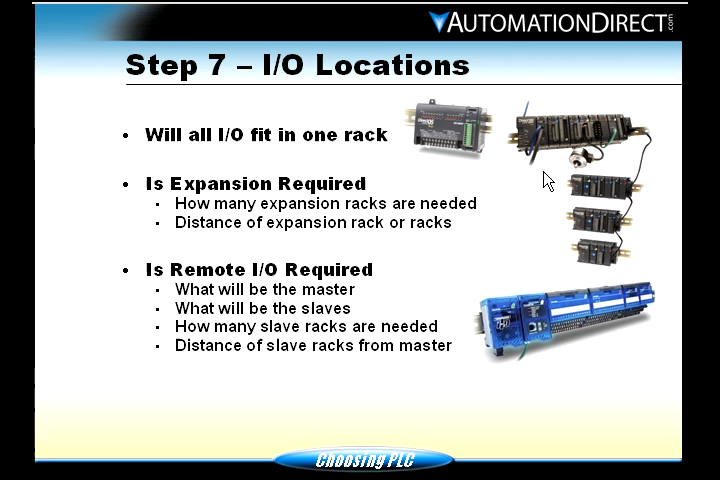 AUTOMATIONDIRECT.com
Step 7 – I/O Locations
• Will all I/O fit in one rack
• Is Expansion Required
• How many expansion racks are needed
• Distance of expansion rack or racks
• Is Remote I/O Required
• What will be the master
• What will be the slaves
• How many slave racks are needed
• Distance of slave racks from master
Choosing PLC